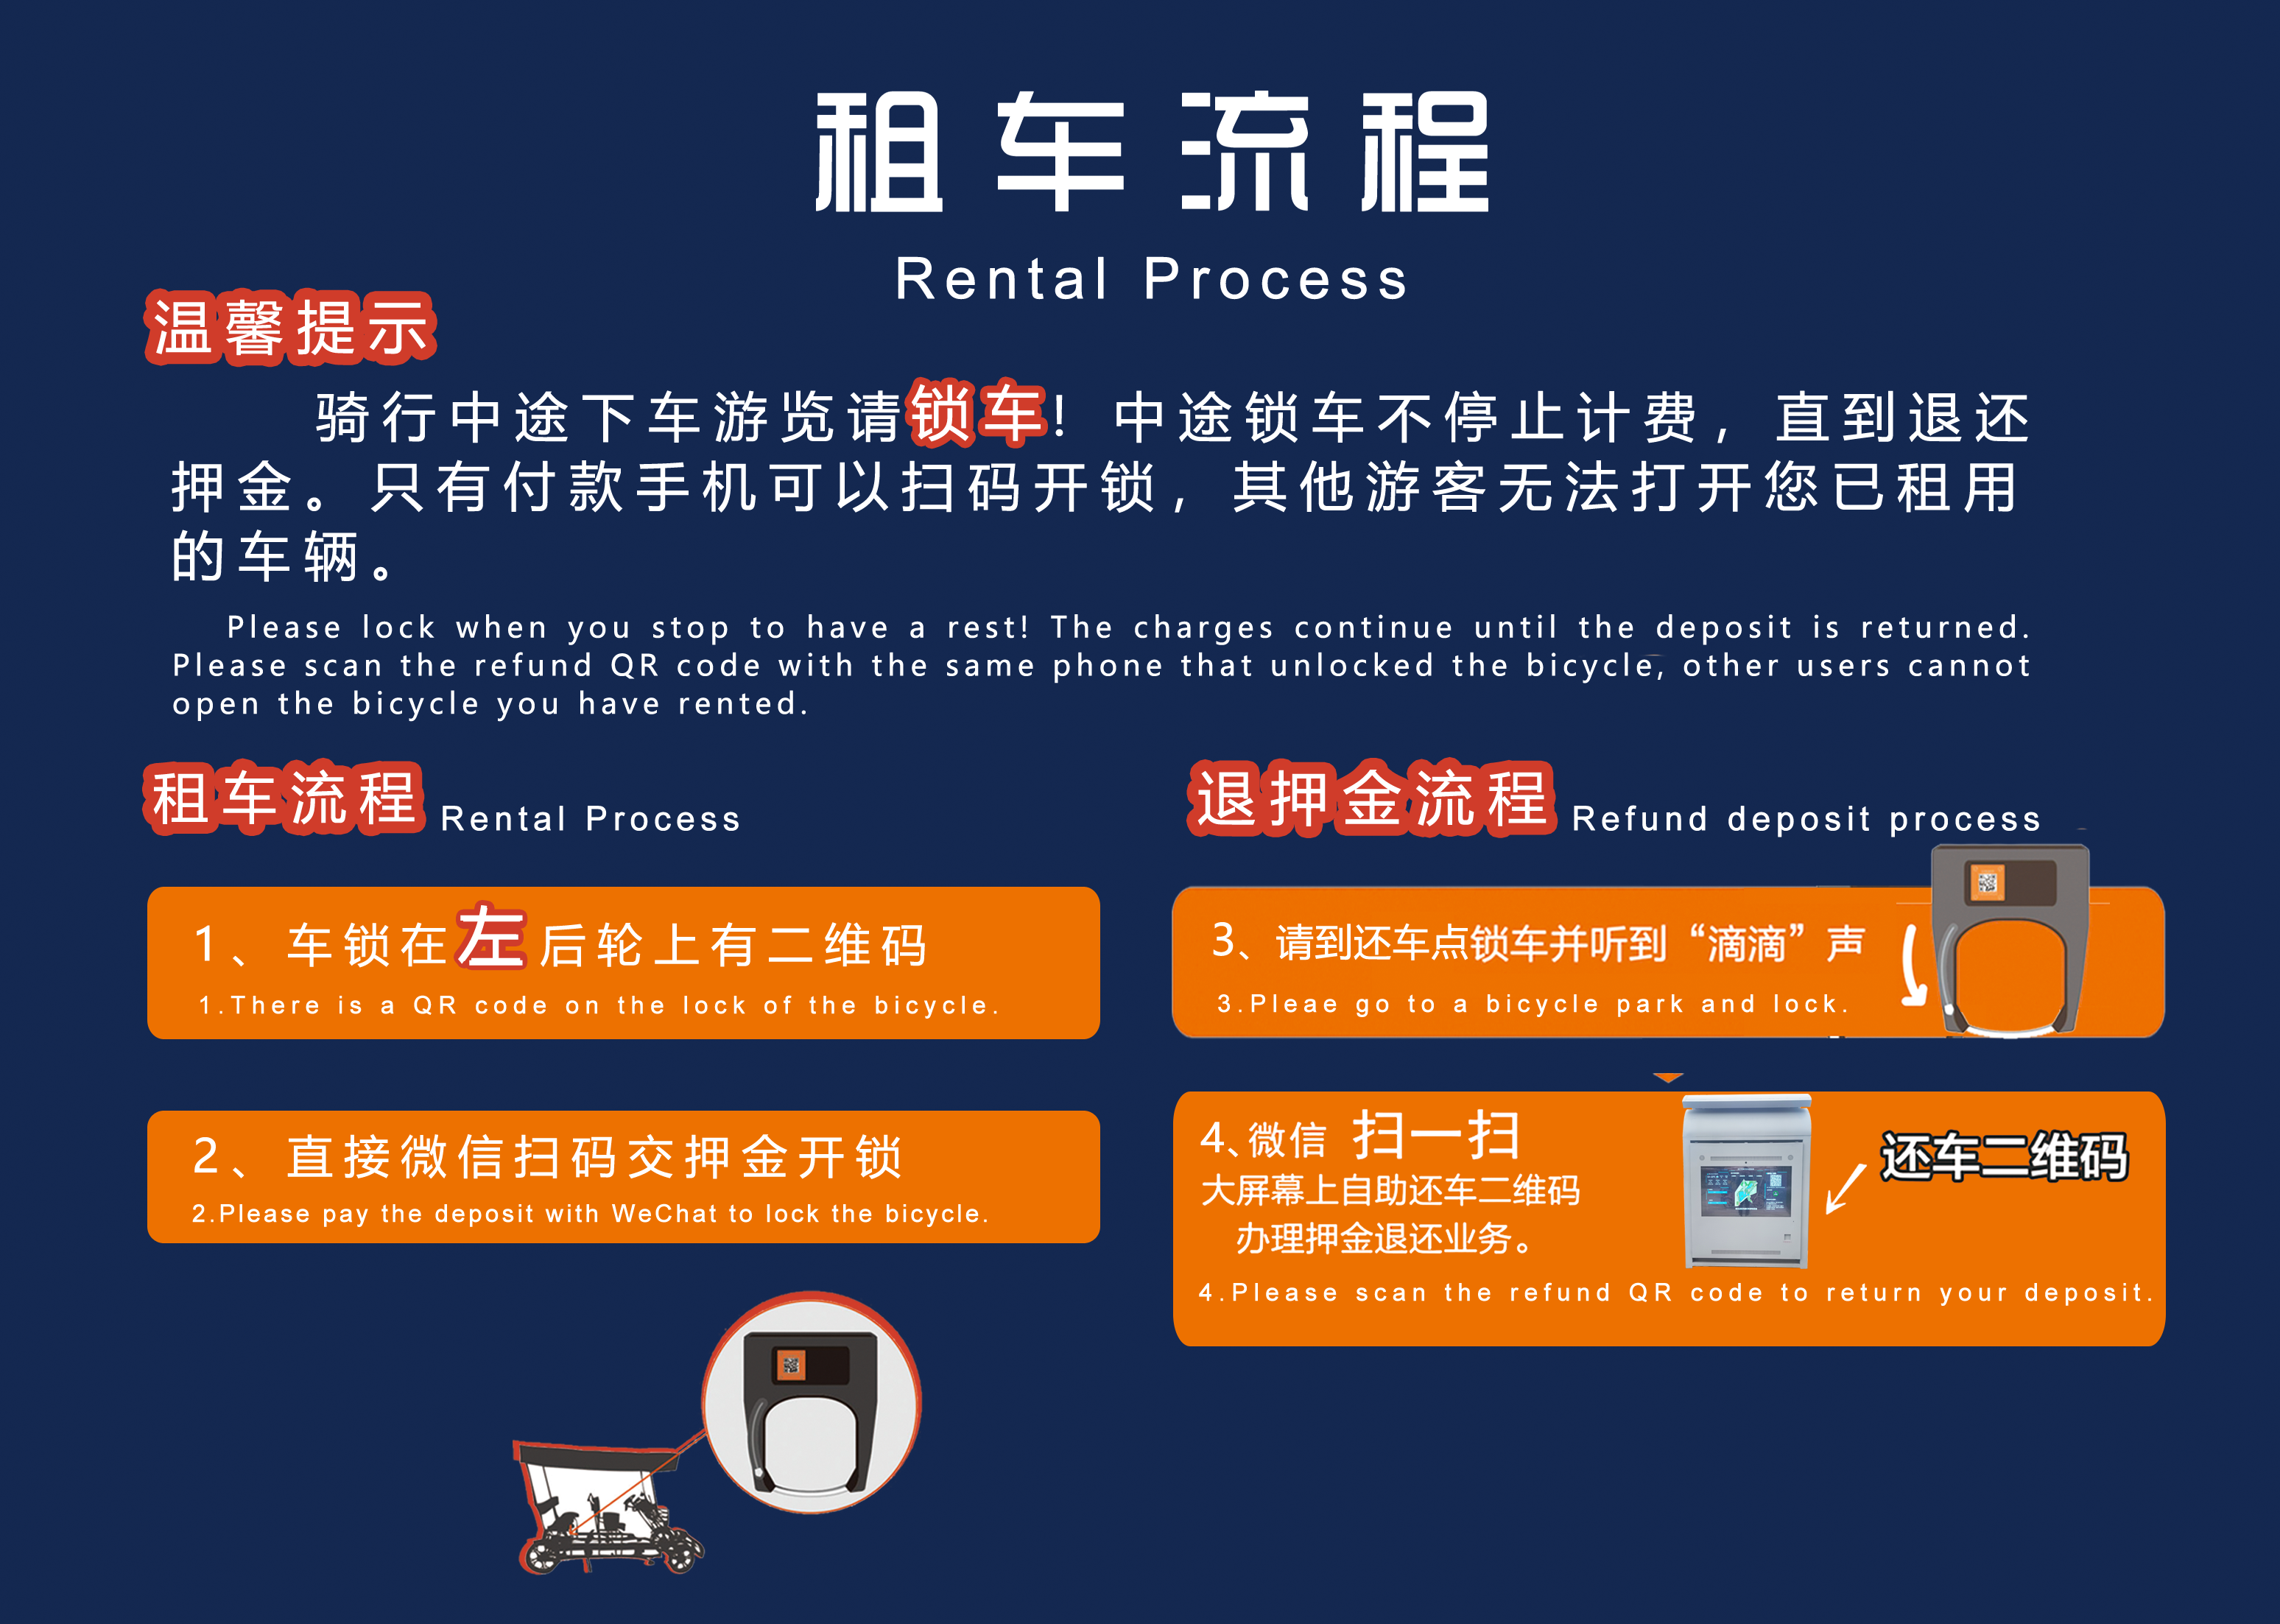 租车流程
Rental Process
温馨提示
骑行中途下车游览请锁车！中途锁车不停止计费，直到退还
押金。只有付款手机可以扫码开锁，其他游客无法打开您已租用
的车辆。
Please lock when you stop to have a rest! The charges continue until the deposit is returned.
Please scan the refund QR code with the same phone that unlocked the bicycle, other users cannot
open the bicycle you have rented.
租车流程 Rental Process
1、车锁在左后轮上有二维码
1.There is a QR code on the lock of the bicycle.
2、直接微信扫码交押金开锁
2.Please pay the deposit with WeChat to lock the bicycle.
退押金流程 Refund deposit process
3、请到还车点锁车并听到“滴滴”声
3.Pleae go to a bicycle park and lock.
4、微信 扫一扫
大屏幕上自助还车二维码
办理押金退还业务。
还车二维码
4.Please scan the refund QR code to return your deposit.